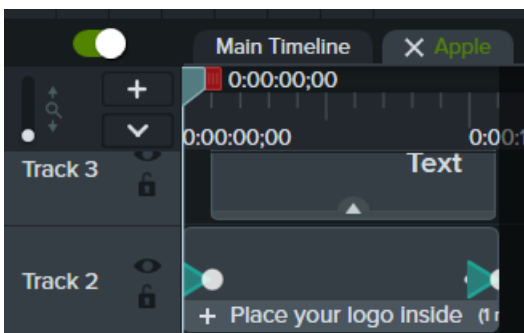 Main Timeline
Apple
0:00:00;00
0:00:00;00
Track 3
Text
Track 2
+ Place your logo inside